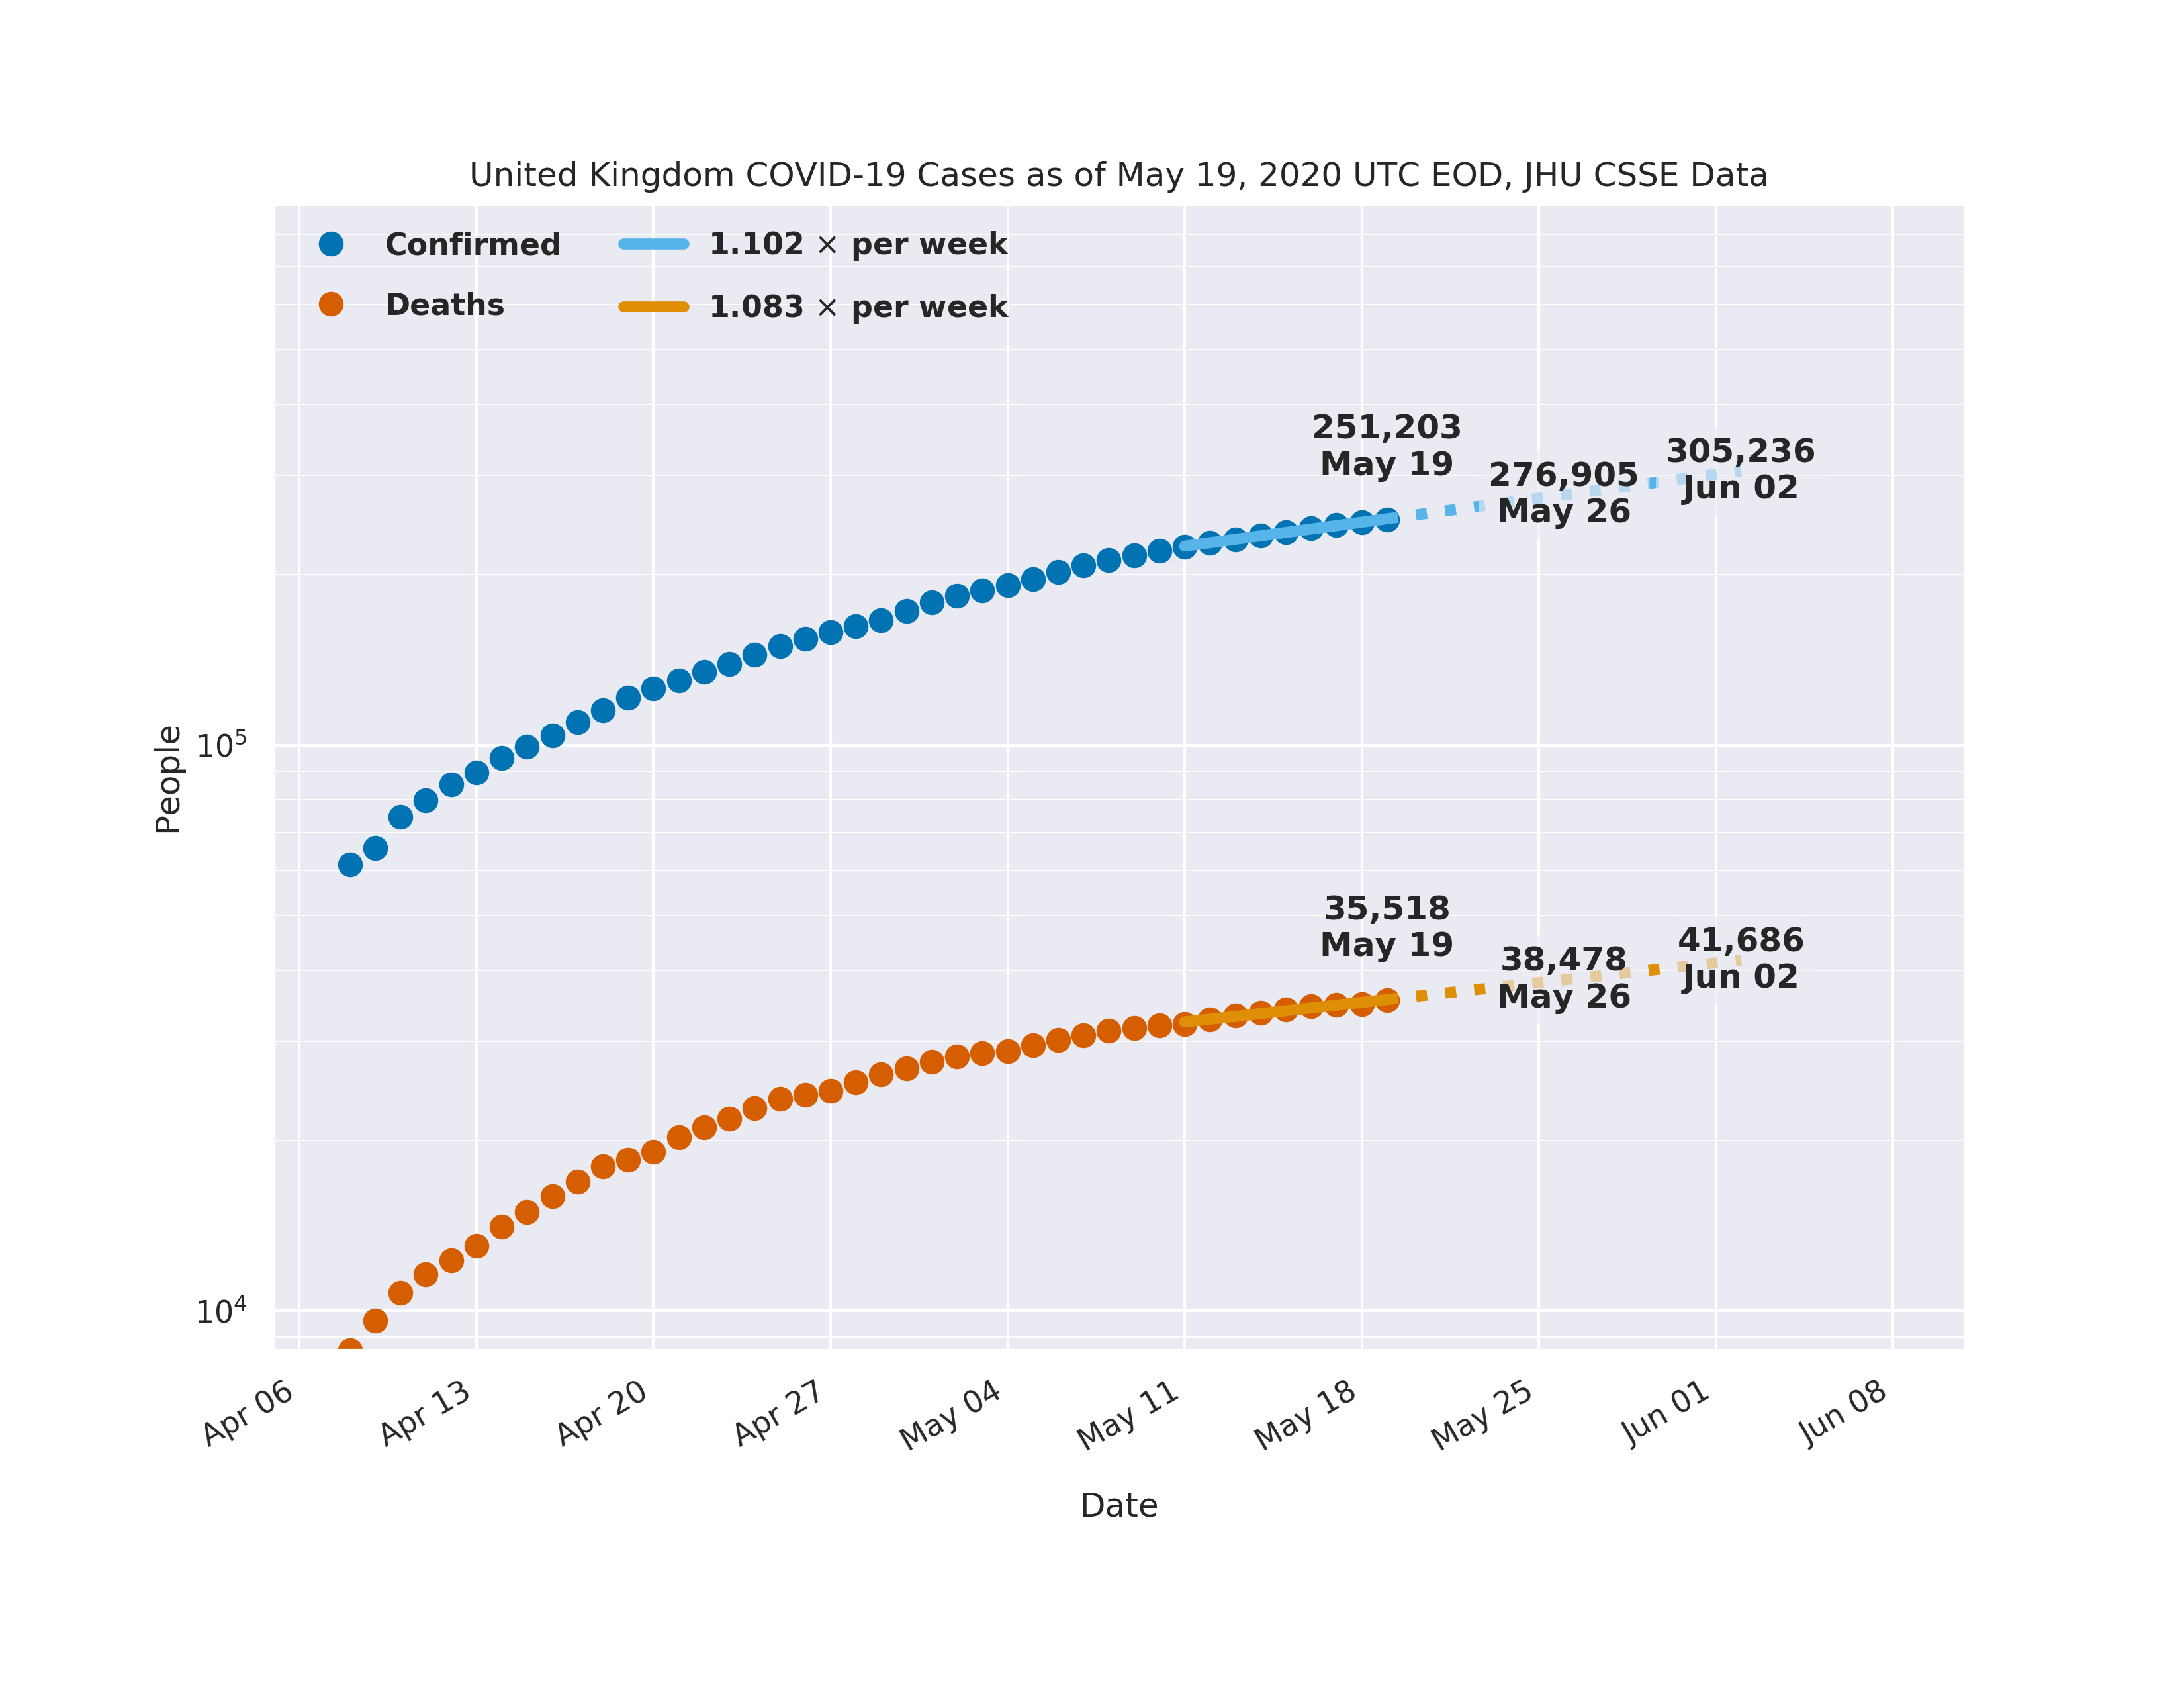 United Kingdom COVID-19 Cases as of May 19, 2020 UTC EOD, JHU CSSE Data
Confirmed
Deaths
1.102 × per week
1.083 × per week
251,203
May 19
276,905
May 26
305,236
Jun 02
35,518
May 19
38,478
May 26
41,686
Jun 02
People
10⁵
10⁴
Apr 06
Apr 13
Apr 20
Apr 27
May 04
May 11
May 18
May 25
Jun 01
Jun 08
Date